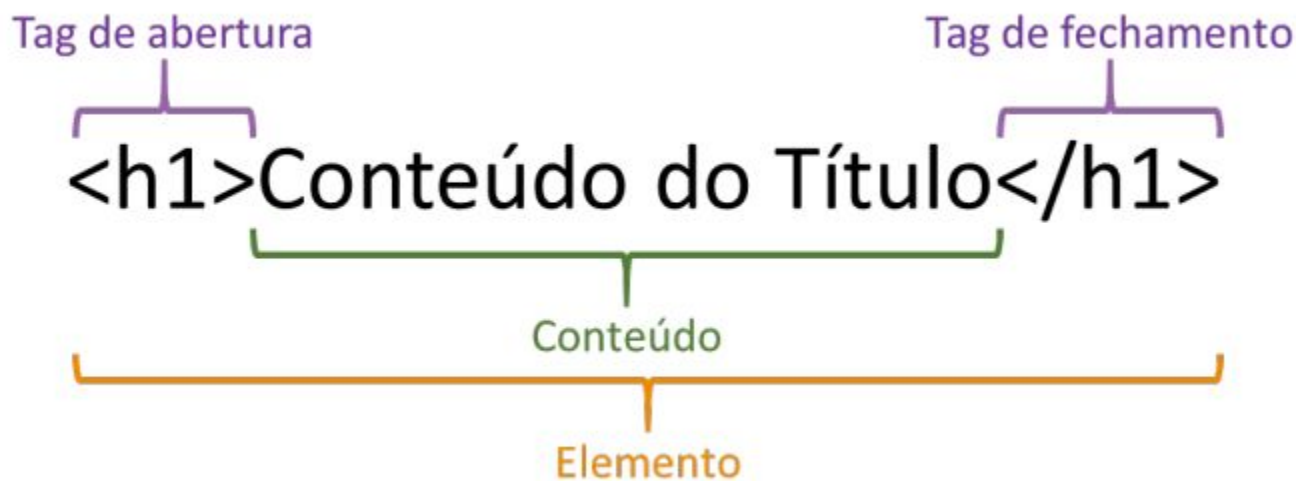 Tag de abertura
Tag de fechamento
<h1>Conteúdo do Título</h1>
Conteúdo
Elemento